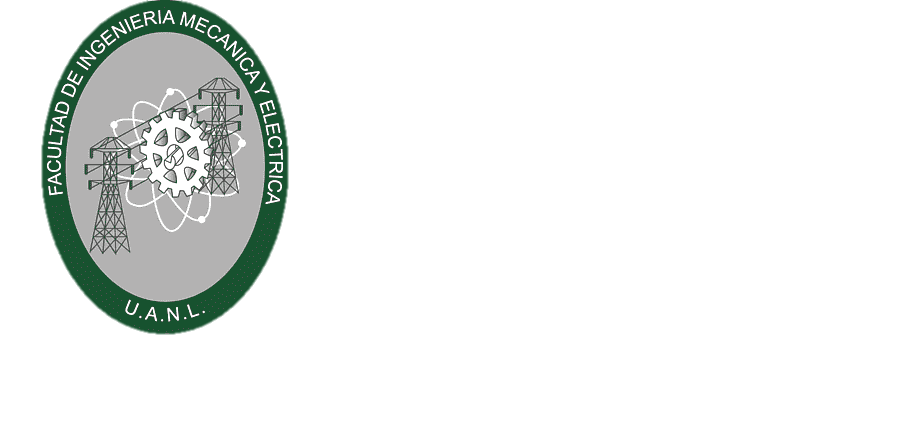 FACULTAD DE INGENIERIA MECANICA Y ELECTRICA
U.A.N.L.